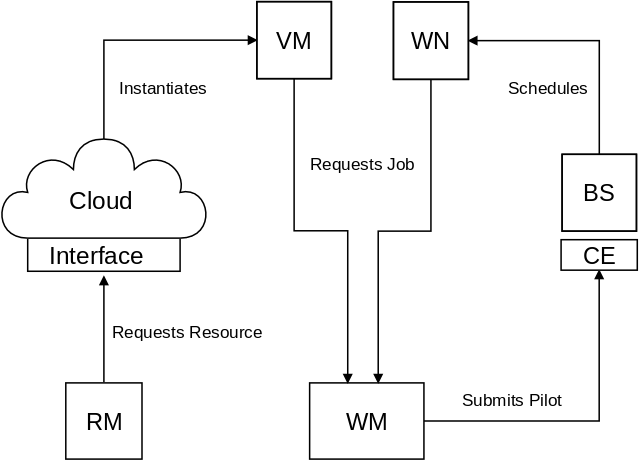 VM
WN
Instantiates
Schedules
Requests Job
Cloud
BS
Interface
CE
Requests Resource
Submits Pilot
RM
WM